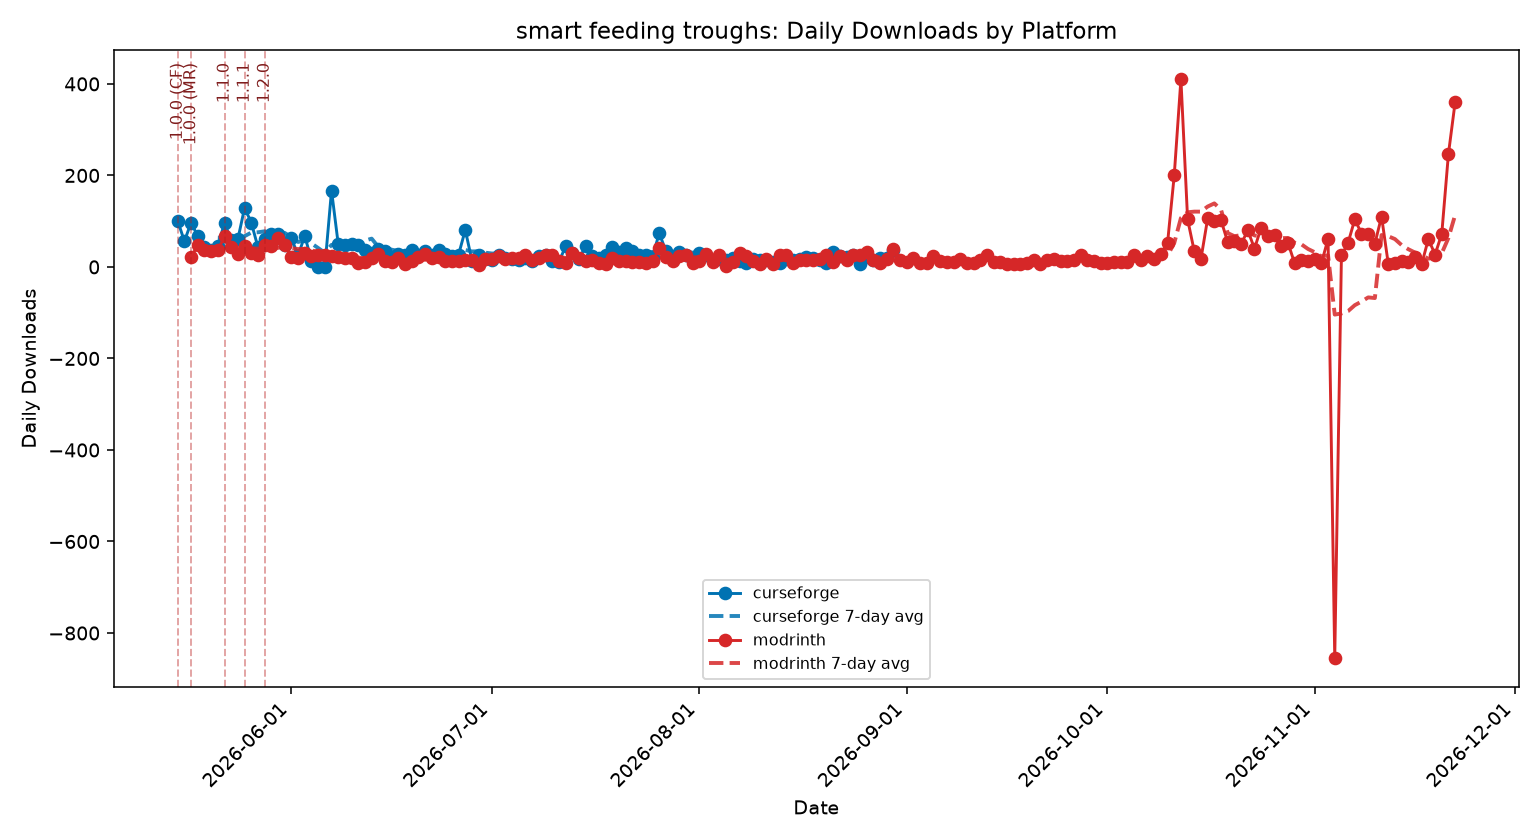 smart feeding troughs: Daily Downloads by Platform
1.0.0 (CF)
1.0.0 (MR)
1.1.0
1.1.1
1.2.0
400
200
0
−200
−400
−600
−800
Daily Downloads
curseforge
curseforge 7-day avg
modrinth
modrinth 7-day avg
2026-06-01
2026-07-01
2026-08-01
2026-09-01
2026-10-01
2026-11-01
2026-12-01
Date